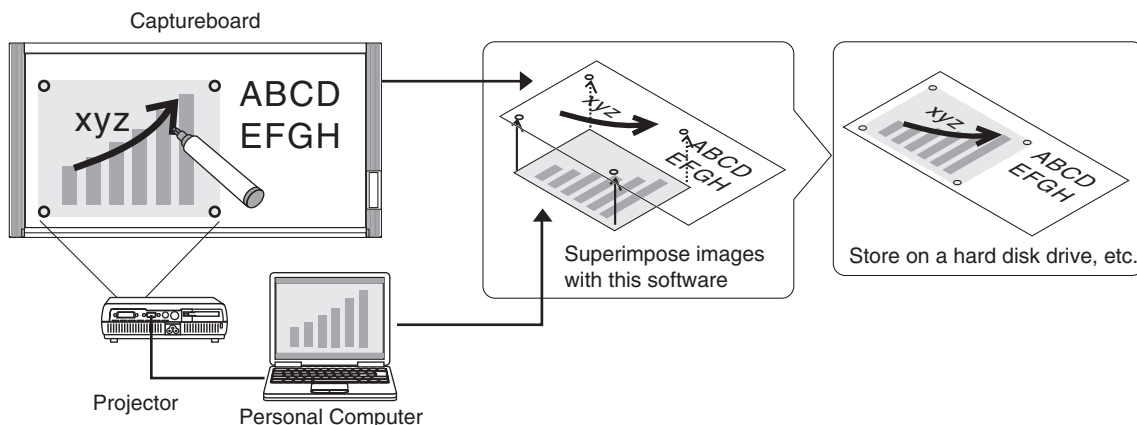 Captureboard
xyz
ABCD
EFGH
xyz
ABCD
EFGH
Superimpose images
with this software
xyz
ABCD
EFGH
Store on a hard disk drive, etc.
Projector
Personal Computer